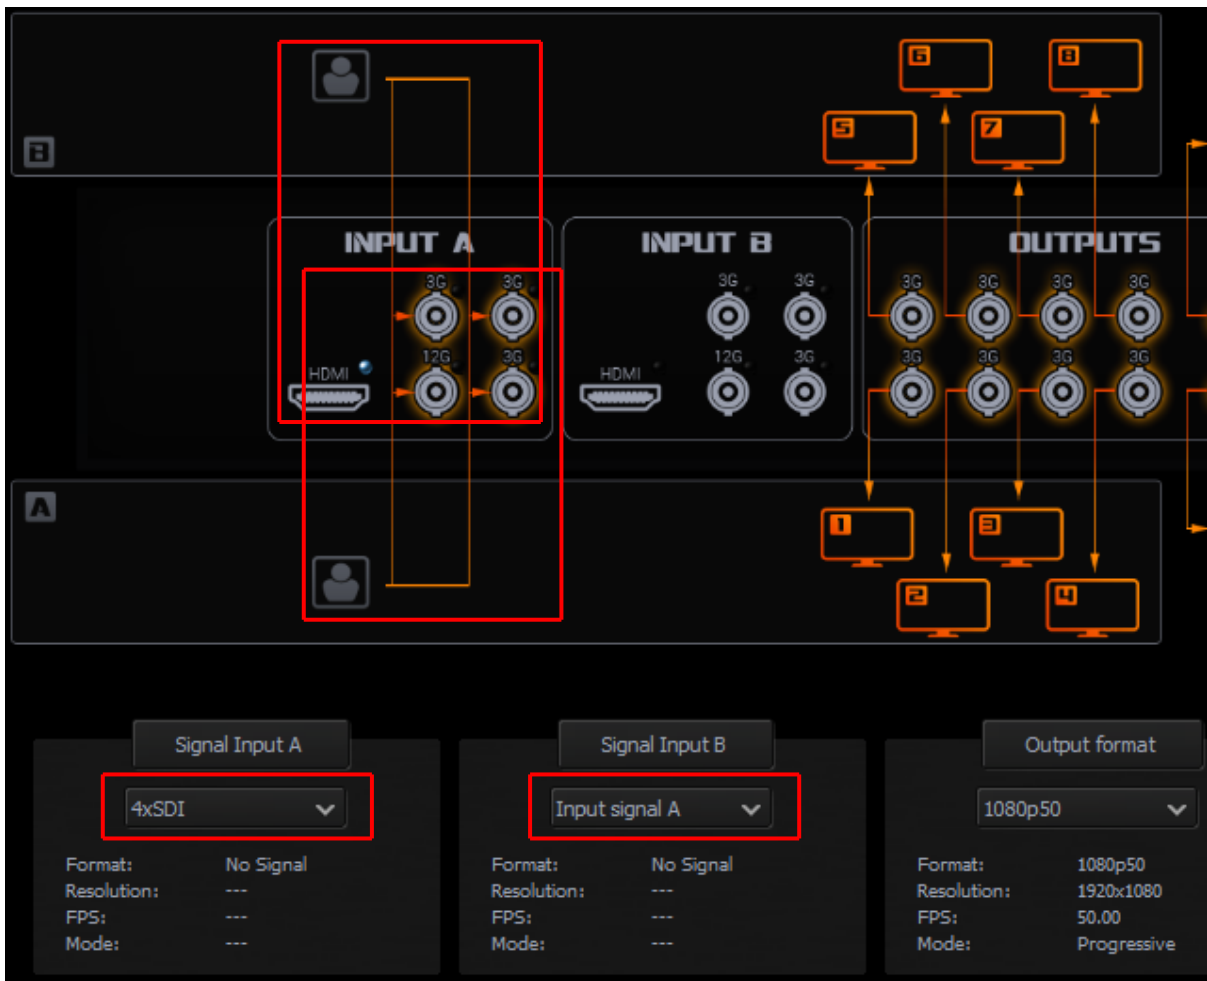 6
8
5
7
B
INPUT A
INPUT B
OUTPUTS
3G 3G
3G 3G
3G 3G 3G 3G
HDMI
12G 3G
HDMI
12G 3G
3G 3G 3G 3G
A
1
3
2
4
Signal Input A
Signal Input B
Output format
4xSDI
Input signal A
1080p50
Format: No Signal
Resolution: ---
FPS: ---
Mode: ---
Format: No Signal
Resolution: ---
FPS: ---
Mode: ---
Format: 1080p50
Resolution: 1920x1080
FPS: 50.00
Mode: Progressive